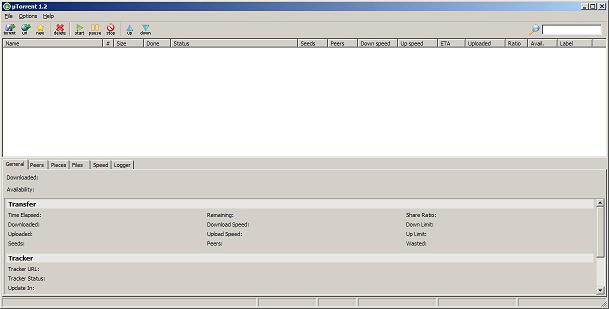 µTorrent 1.2
File Options Help
torrent url new delete start pause stop up down
Name # Size Done Status Seeds Peers Down speed Up speed ETA Uploaded Ratio Avail. Label
General Peers Pieces Files Speed Logger
Downloaded:
Availability:
Transfer
Time Elapsed: Remaining: Share Ratio:
Downloaded: Download Speed: Down Limit:
Uploaded: Upload Speed: Up Limit:
Seeds: Peers: Wasted:
Tracker
Tracker URL:
Tracker Status:
Update In: